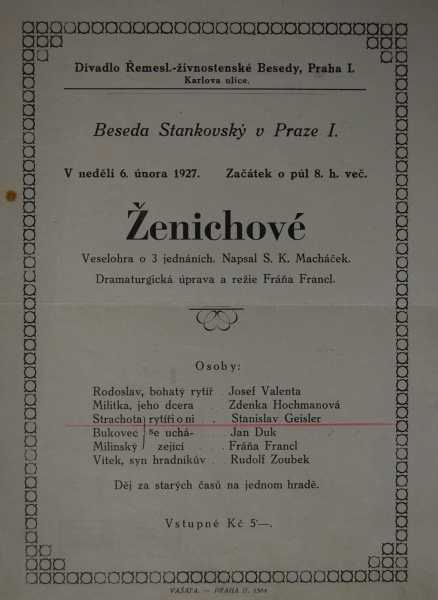 Divadlo Řemesl.-živnostenské Besedy, Praha I.
Karlova ulice.
Beseda Stankovský v Praze I.
V neděli 6. února 1927. Začátek o půl 8. h. več.
Ženichové
Veselohra o 3 jednáních. Napsal S. K. Macháček.
Dramaturgická úprava a režie Fráňa Francl.
Osoby:
Rodoslav, bohatý rytíř . Josef Valenta
Militka, jeho dcera . . Zdenka Hochmanová
Strachota } rytíři o ni . Stanislav Geisler
Bukovec } se uchá- . Jan Duk
Milinský } zející . . Fráňa Francl
Vítek, syn hradníkův . Rudolf Zoubek
Děj za starých časů na jednom hradě.
Vstupné Kč 5·—.
VAŠATA. — PRAHA II. 1504.